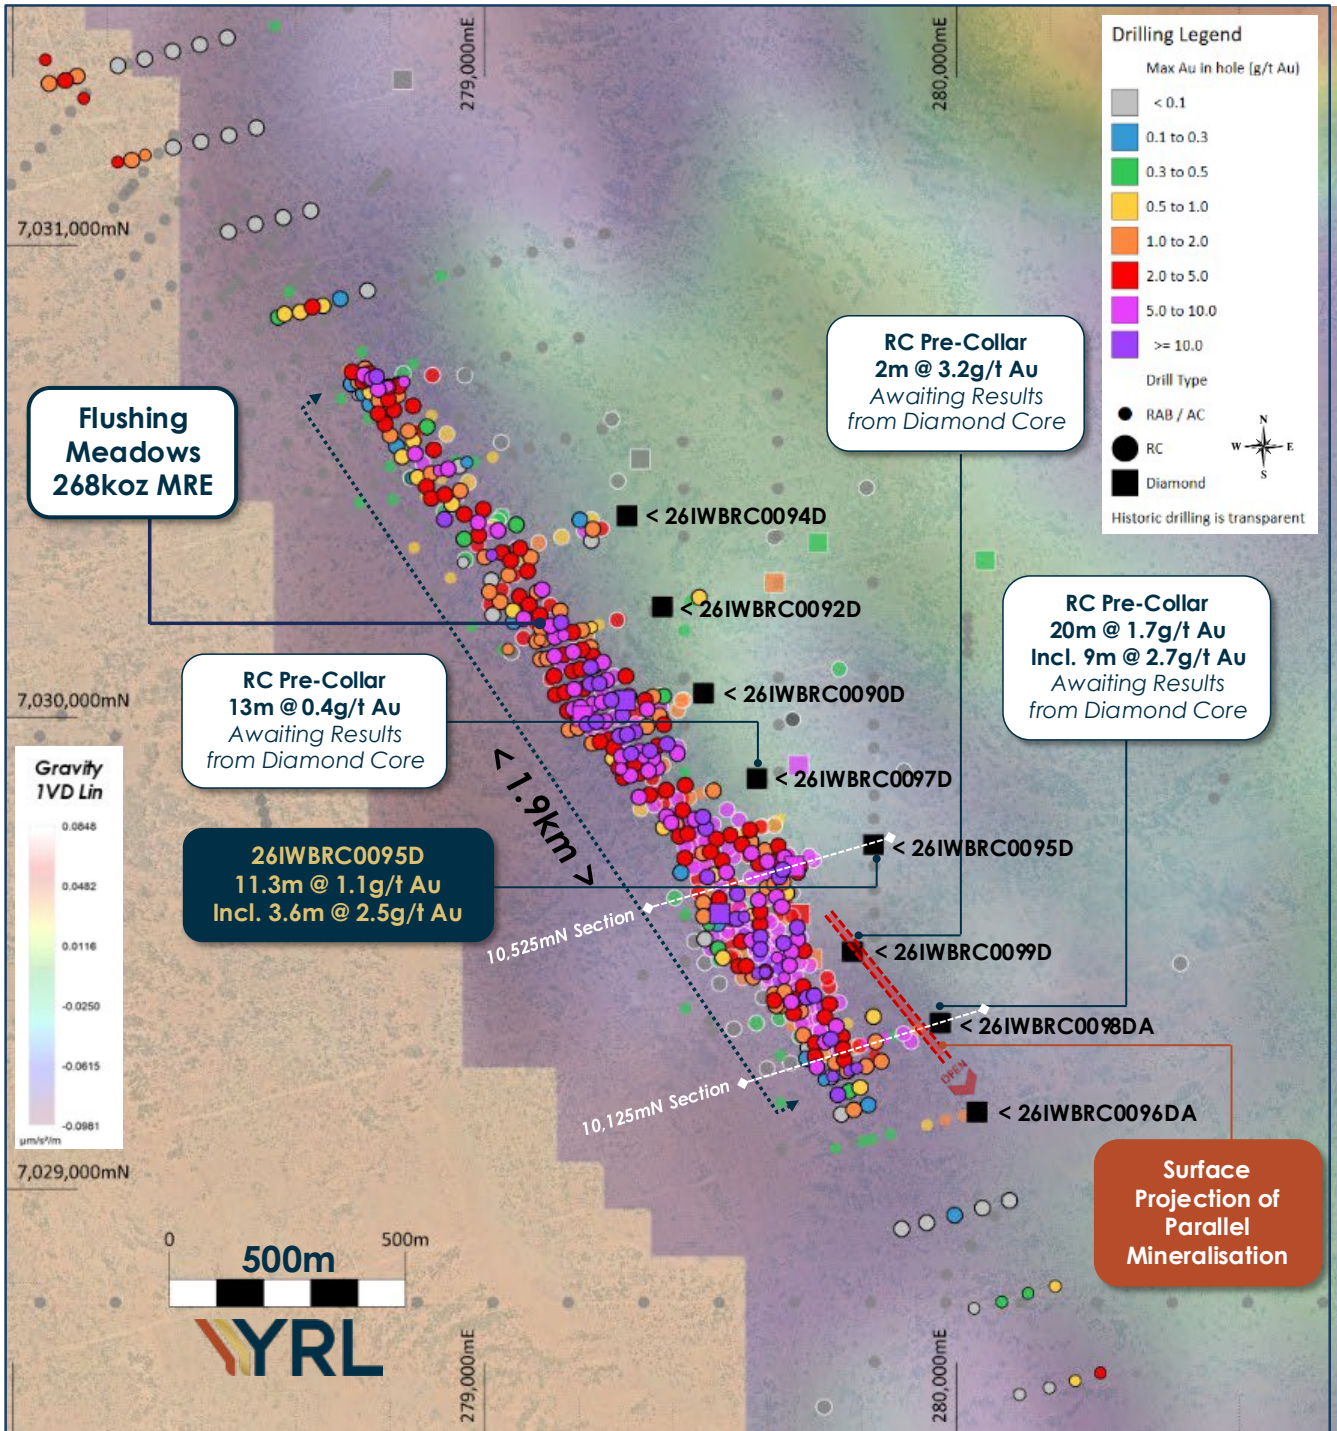 279,000mE
280,000mE
Drilling Legend
Max Au in hole (g/t Au)
< 0.1
0.1 to 0.3
0.3 to 0.5
0.5 to 1.0
1.0 to 2.0
2.0 to 5.0
5.0 to 10.0
>= 10.0
Drill Type
RAB / AC
RC
Diamond
Historic drilling is transparent
N
W
E
S
7,031,000mN
RC Pre-Collar
2m @ 3.2g/t Au
Awaiting Results
from Diamond Core
Flushing
Meadows
268koz MRE
< 26IWBRC0094D
RC Pre-Collar
20m @ 1.7g/t Au
Incl. 9m @ 2.7g/t Au
Awaiting Results
from Diamond Core
< 26IWBRC0092D
RC Pre-Collar
13m @ 0.4g/t Au
Awaiting Results
from Diamond Core
< 26IWBRC0090D
7,030,000mN
Gravity
1VD Lin
0.0848
0.0482
0.0116
-0.0250
-0.0615
-0.0981
µm/s²/m
< 1.9km >
< 26IWBRC0097D
26IWBRC0095D
11.3m @ 1.1g/t Au
Incl. 3.6m @ 2.5g/t Au
< 26IWBRC0095D
10,525mN Section
< 26IWBRC0099D
< 26IWBRC0098DA
OPEN
10,125mN Section
< 26IWBRC0096DA
7,029,000mN
Surface
Projection of
Parallel
Mineralisation
0
500m
500m
YRL
279,000mE
280,000mE